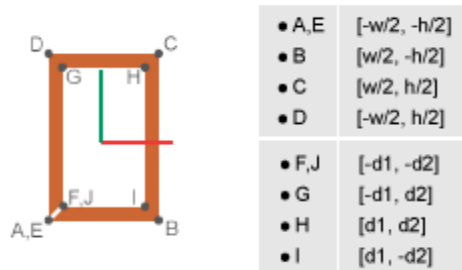 D
C
G
H
F,J
I
A,E
B
A,E [-w/2, -h/2]
B [w/2, -h/2]
C [w/2, h/2]
D [-w/2, h/2]
F,J [-d1, -d2]
G [-d1, d2]
H [d1, d2]
I [d1, -d2]